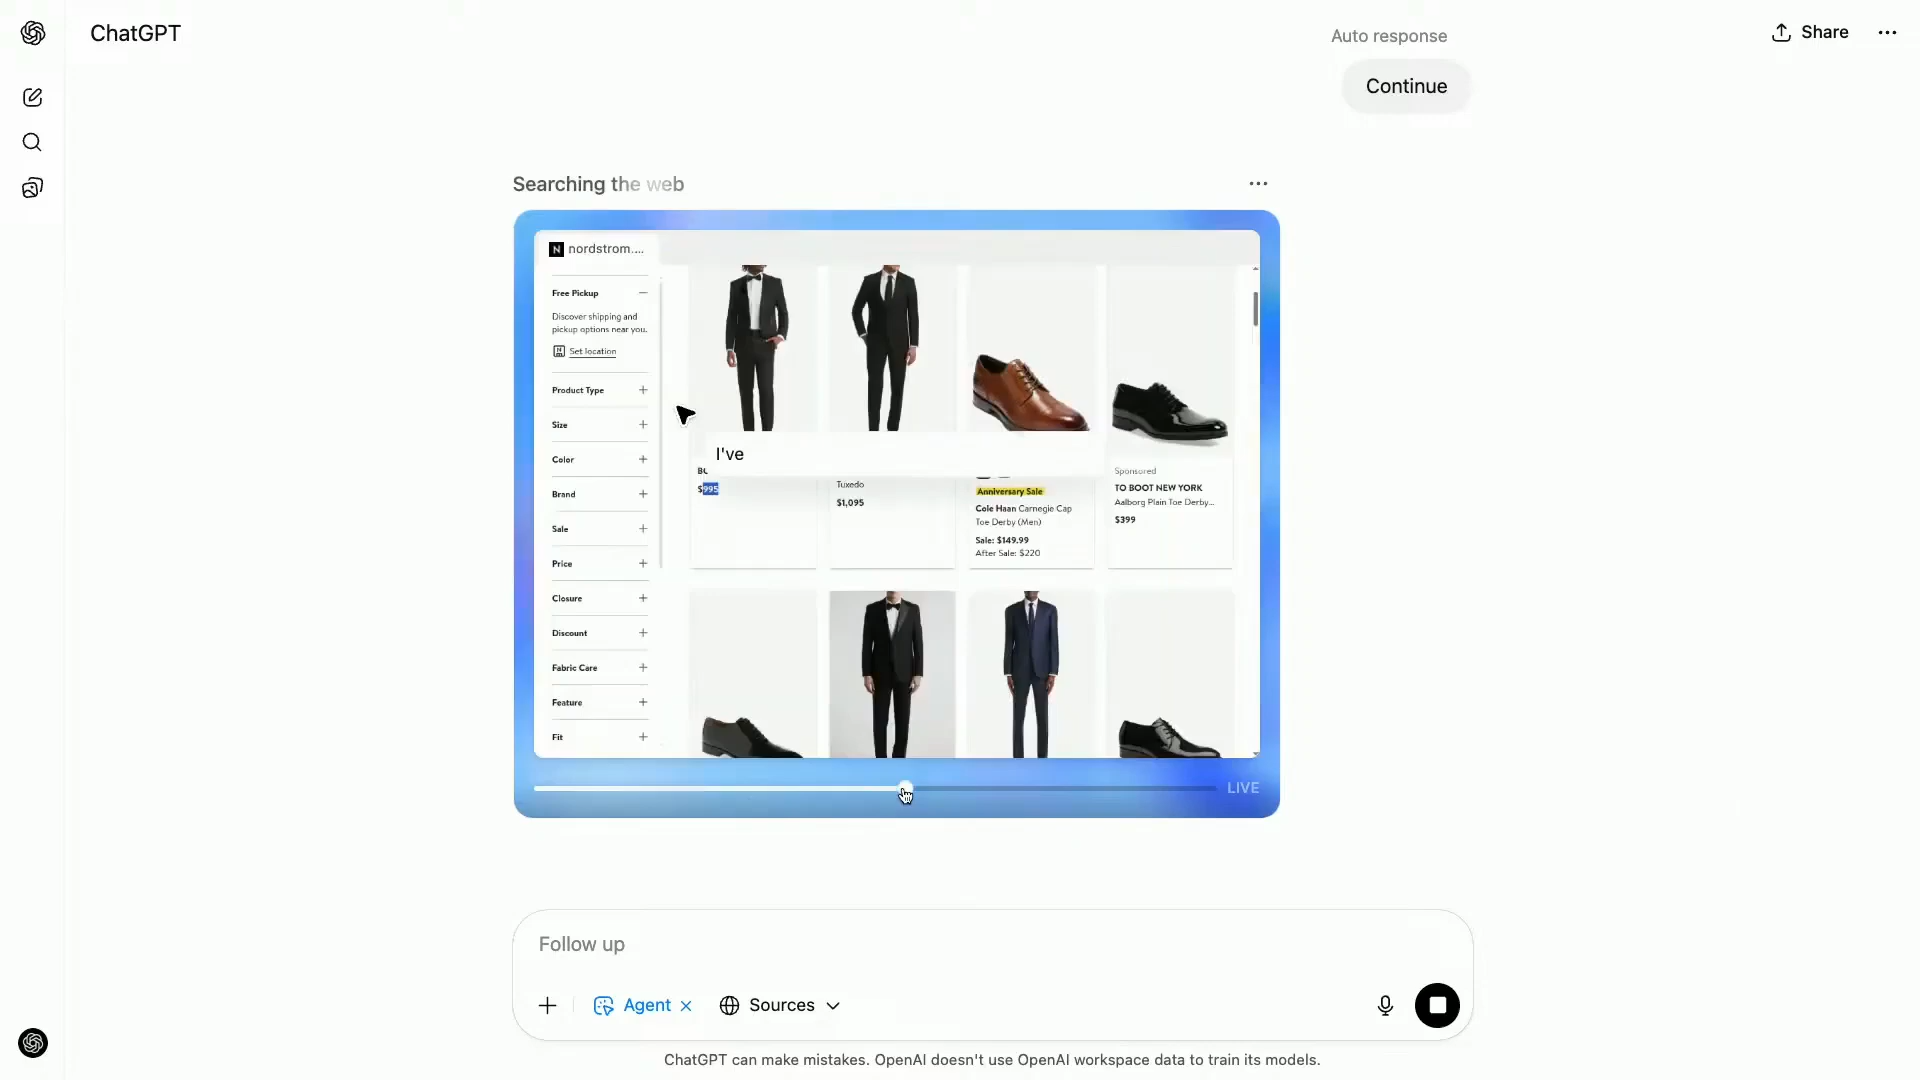 ChatGPT
Auto response
Share
Continue
Searching the web
nordstrom....
Free Pickup
Discover shipping and
pickup options near you.
Set location
Product Type
Size
Color
Brand
Sale
Price
Closure
Discount
Fabric Care
Feature
Fit
I've
$995
Tuxedo
$1,095
Anniversary Sale
Cole Haan Carnegie Cap
Toe Derby (Men)
Sale: $149.99
After Sale: $220
Sponsored
TO BOOT NEW YORK
Aalborg Plain Toe Derby...
$399
LIVE
Follow up
Agent
Sources
ChatGPT can make mistakes. OpenAI doesn't use OpenAI workspace data to train its models.